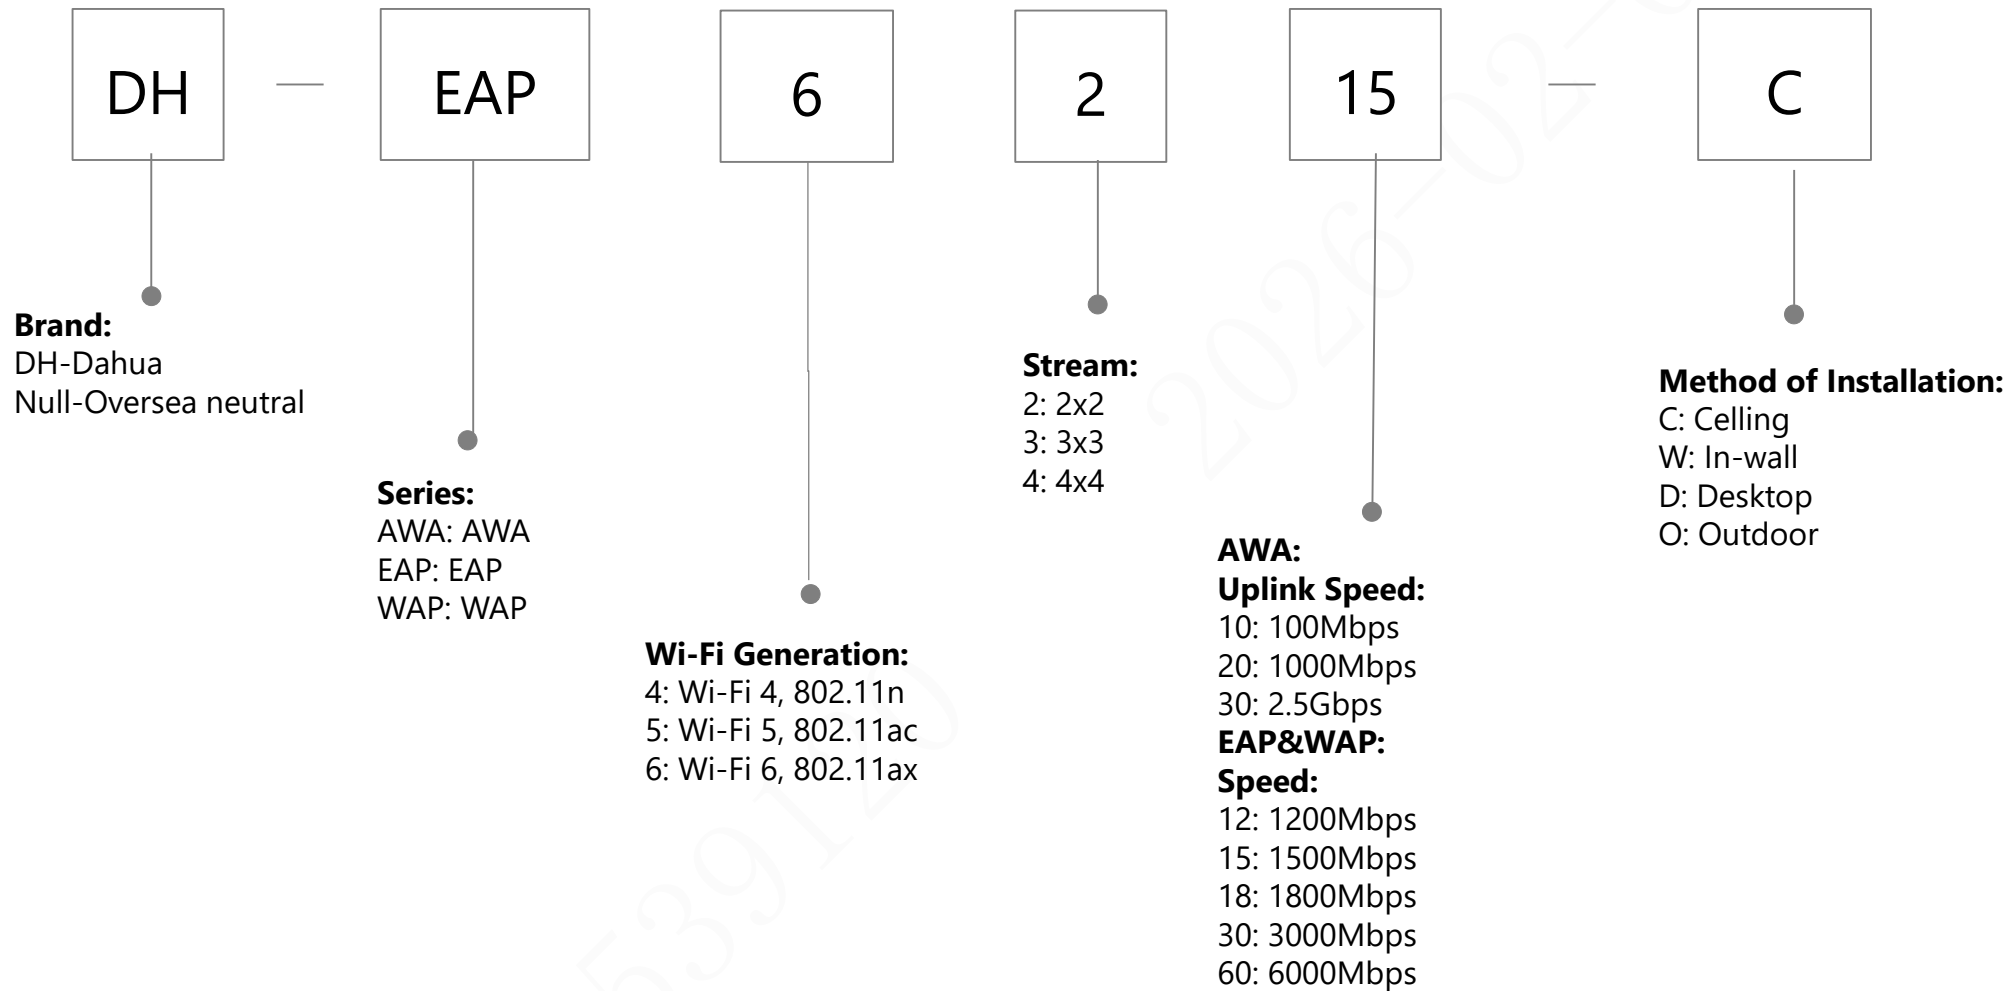 DH — EAP 6 2 15 — C
Brand:
DH-Dahua
Null-Oversea neutral
Series:
AWA: AWA
EAP: EAP
WAP: WAP
Wi-Fi Generation:
4: Wi-Fi 4, 802.11n
5: Wi-Fi 5, 802.11ac
6: Wi-Fi 6, 802.11ax
Stream:
2: 2x2
3: 3x3
4: 4x4
AWA:
Uplink Speed:
10: 100Mbps
20: 1000Mbps
30: 2.5Gbps
EAP&WAP:
Speed:
12: 1200Mbps
15: 1500Mbps
18: 1800Mbps
30: 3000Mbps
60: 6000Mbps
Method of Installation:
C: Celling
W: In-wall
D: Desktop
O: Outdoor